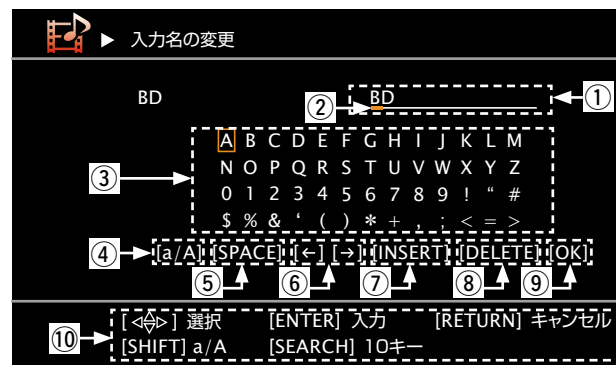 ▶ 入力名の変更
BD BD
① ②
A B C D E F G H I J K L M
N O P Q R S T U V W X Y Z
③
0 1 2 3 4 5 6 7 8 9 ! “ #
$ % & ‘ ( ) * + , ; < = >
④ [a/A] [SPACE] [←] [→] [INSERT] [DELETE] [OK]
⑤ ⑥ ⑦ ⑧ ⑨
⑩ [◁△▽▷] 選択 [ENTER] 入力 [RETURN] キャンセル
[SHIFT] a/A [SEARCH] 10キー